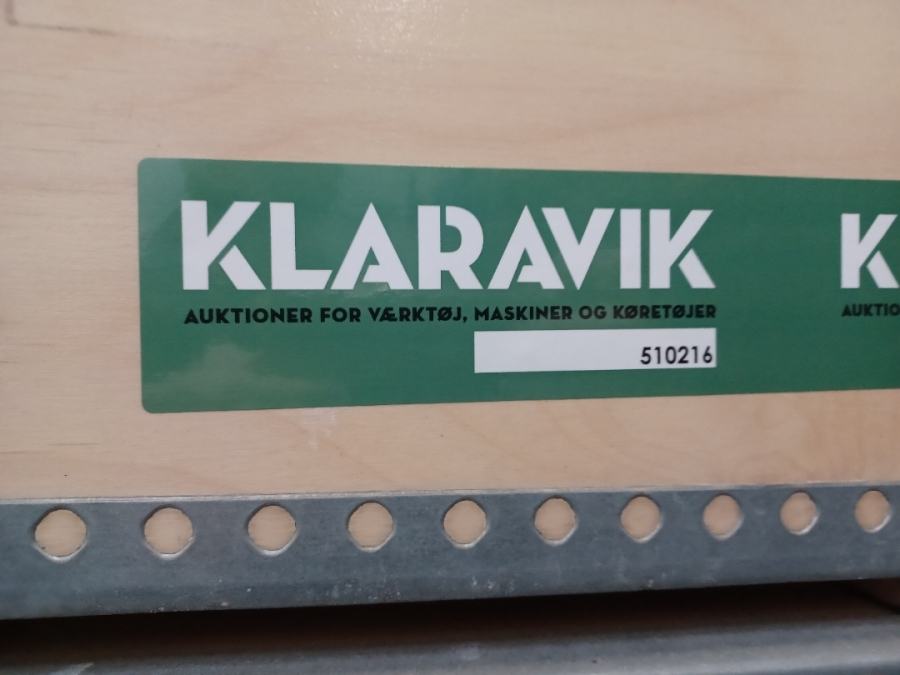 KLARAVIK
AUKTIONER FOR VÆRKTØJ, MASKINER OG KØRETØJER
510216